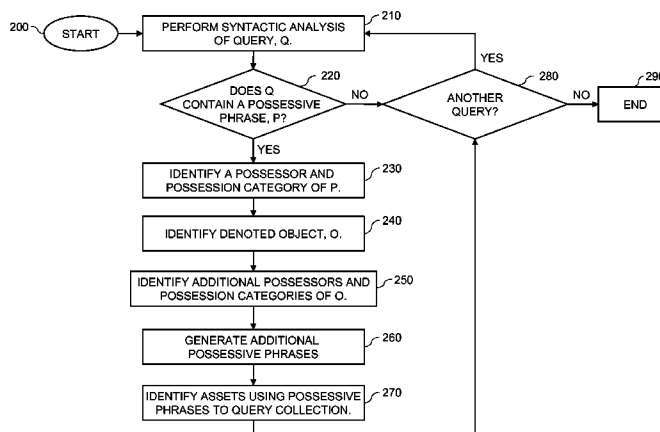 200
START
210
PERFORM SYNTACTIC ANALYSIS
OF QUERY, Q.
220
DOES Q
CONTAIN A POSSESSIVE
PHRASE, P?
NO
YES
280
ANOTHER
QUERY?
YES
NO
290
END
230
IDENTIFY A POSSESSOR AND
POSSESSION CATEGORY OF P.
240
IDENTIFY DENOTED OBJECT, O.
250
IDENTIFY ADDITIONAL POSSESSORS AND
POSSESSION CATEGORIES OF O.
260
GENERATE ADDITIONAL
POSSESSIVE PHRASES
270
IDENTIFY ASSETS USING POSSESSIVE
PHRASES TO QUERY COLLECTION.